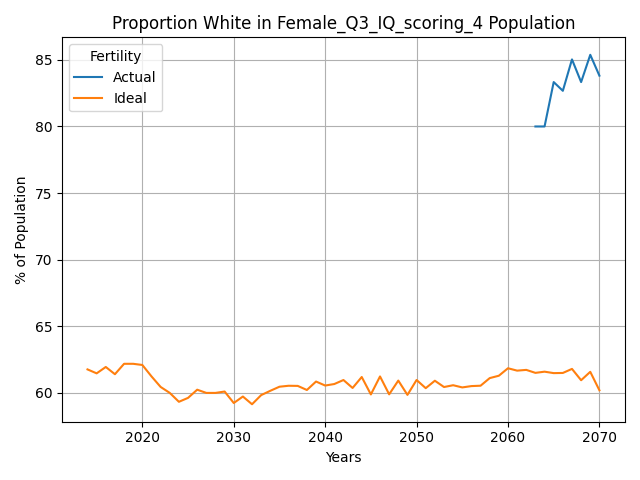 Proportion White in Female_Q3_IQ_scoring_4 Population
Fertility
Actual
Ideal
85
80
75
70
65
60
% of Population
2020 2030 2040 2050 2060 2070
Years